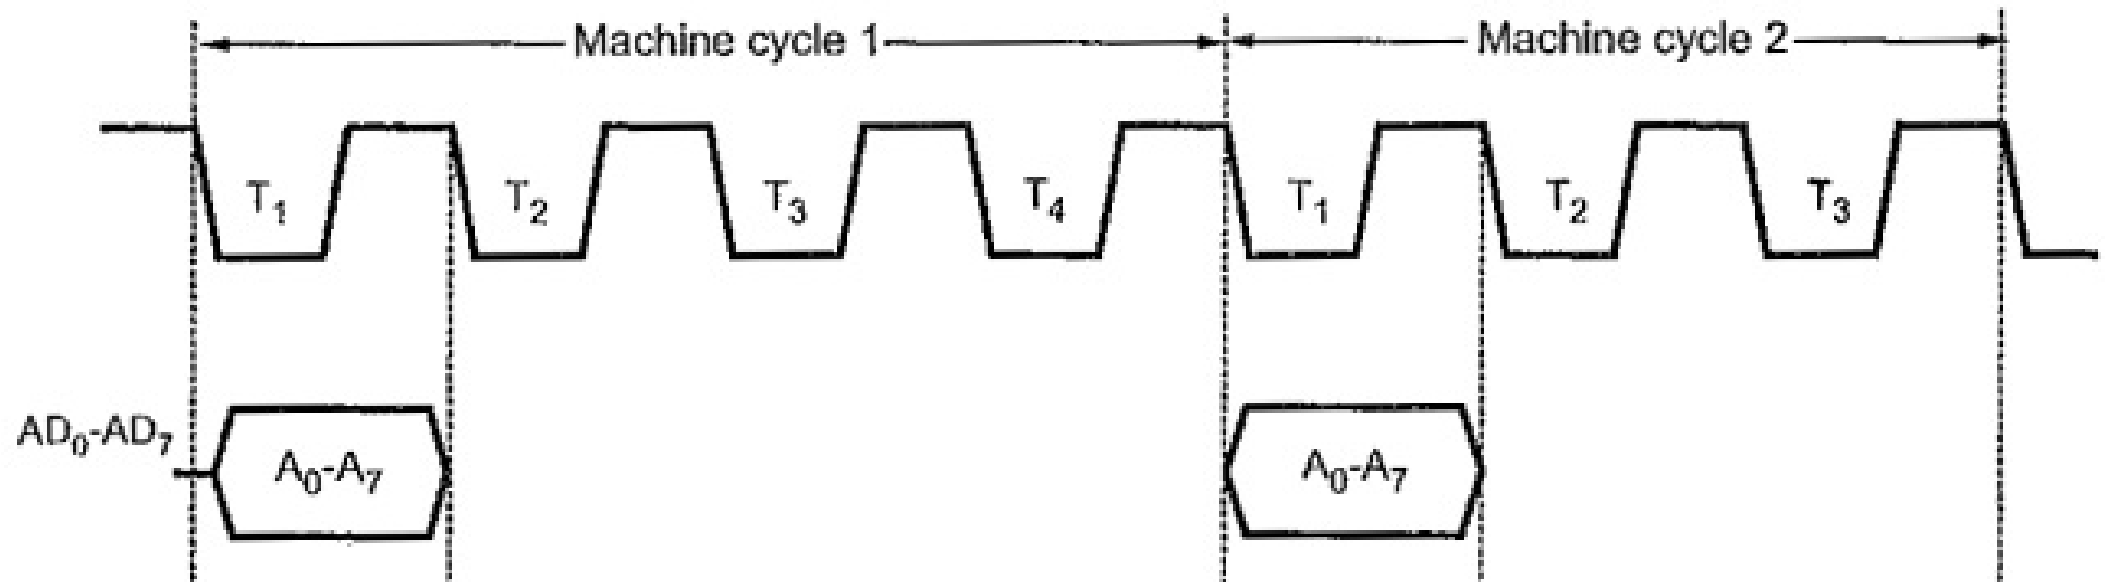 Machine cycle 1 Machine cycle 2
T1 T2 T3 T4 T1 T2 T3
AD0-AD7
A0-A7 A0-A7